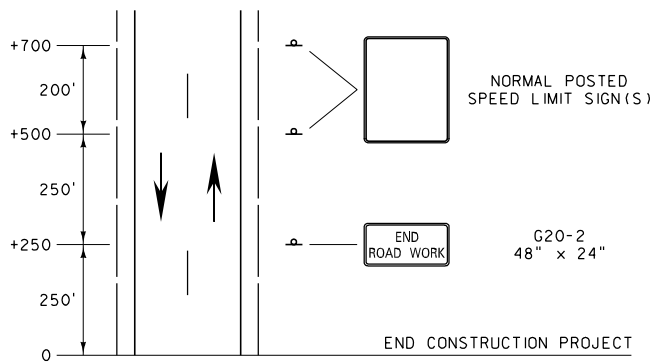 +700
200'
NORMAL POSTED
SPEED LIMIT SIGN(S)
+500
250'
+250
END
ROAD WORK
G20-2
48" x 24"
250'
0
END CONSTRUCTION PROJECT